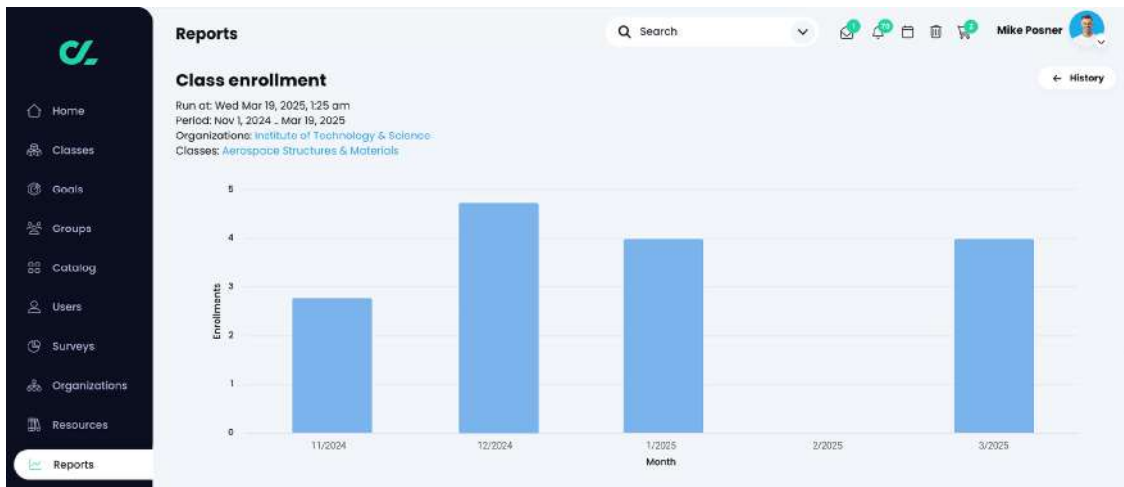 Reports
Search
1
70
2
Mike Posner
Class enrollment
← History
Run at: Wed Mar 19, 2025, 1:25 am
Period: Nov 1, 2024 - Mar 19, 2025
Organizations: Institute of Technology & Science
Classes: Aerospace Structures & Materials
Home
Classes
Goals
Groups
Catalog
Users
Surveys
Organizations
Resources
Reports
5
4
3
2
1
0
Enrollments
11/2024
12/2024
1/2025
2/2025
3/2025
Month